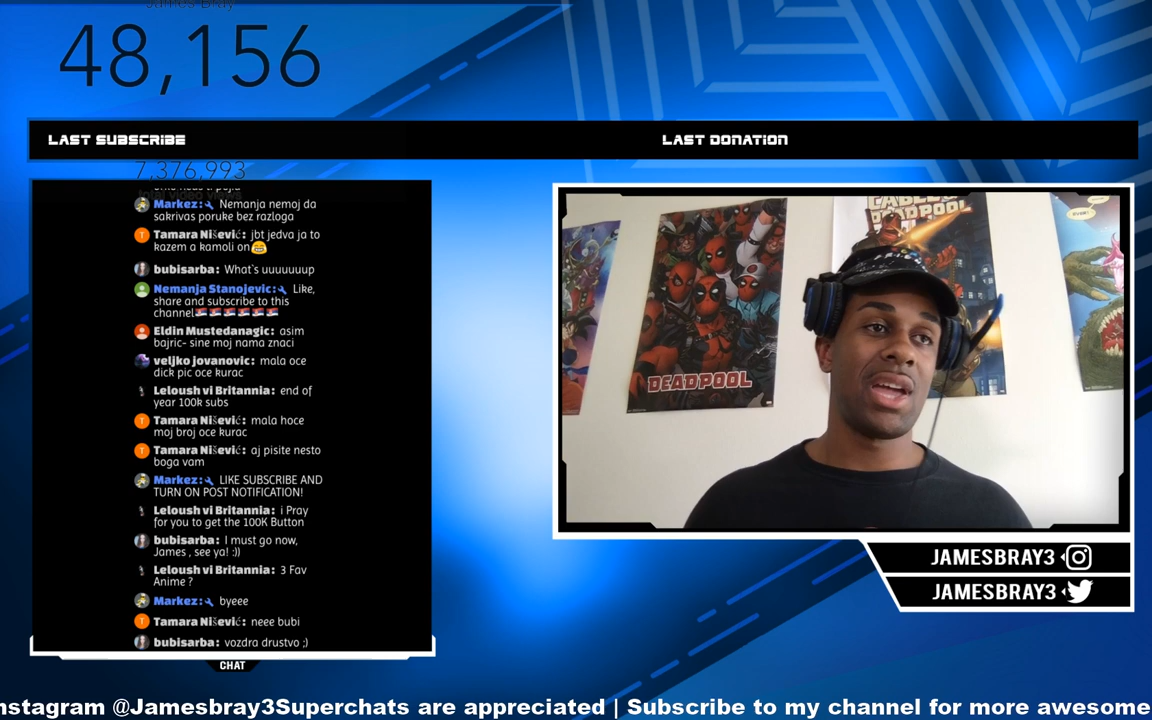 James Bray
48,156
LAST SUBSCRIBE
LAST DONATION
7,376,993
Total video views
Markez: Nemanja nemoj da
sakrivas poruke bez razloga
Tamara Nišević: jbt jedva ja to
kazem a kamoli on😂
bubisarba: What's uuuuuuup
Nemanja Stanojevic: Like,
share and subscribe to this
channel🇷🇸🇷🇸🇷🇸🇷🇸🇷🇸🇷🇸
Eldin Mustedanagic: asim
bajric- sine moj nama znaci
veljko jovanovic: mala oce
dick pic oce kurac
Leloush vi Britannia: end of
year 100k subs
Tamara Nišević: mala hoce
moj broj oce kurac
Tamara Nišević: aj pisite nesto
boga vam
Markez: LIKE SUBSCRIBE AND
TURN ON POST NOTIFICATION!
Leloush vi Britannia: i Pray
for you to get the 100K Button
bubisarba: I must go now,
James , see ya! :))
Leloush vi Britannia: 3 Fav
Anime ?
Markez: byeee
Tamara Nišević: neee bubi
bubisarba: vozdra drustvo ;)
CHAT
DEADPOOL
CABLE
DEADPOOL
JAMESBRAY3
JAMESBRAY3
nstagram @Jamesbray3Superchats are appreciated | Subscribe to my channel for more awesome